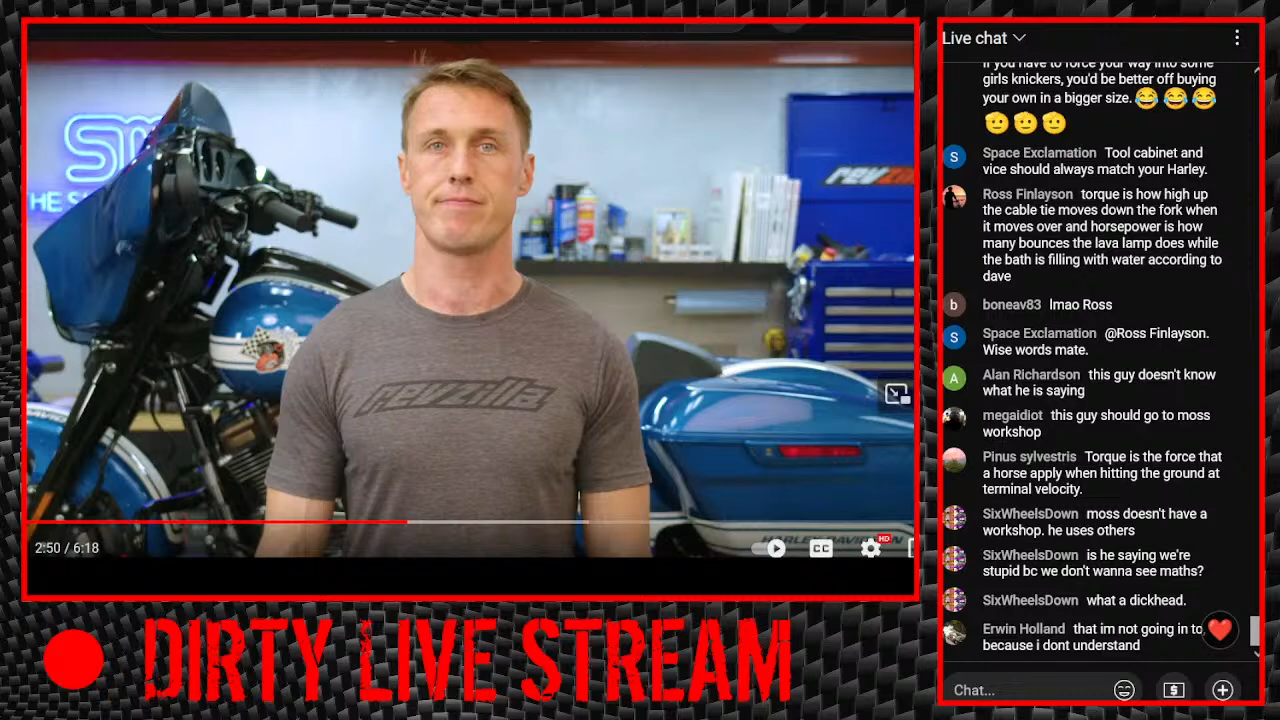 SM
HE S
revzilla
2:50 / 6:18
CC
HD
DIRTY LIVE STREAM
Live chat
If you have to force your way into some
girls knickers, you'd be better off buying
your own in a bigger size. 😂 😂 😂
🫡 🫡 🫡
S Space Exclamation Tool cabinet and
vice should always match your Harley.
Ross Finlayson torque is how high up
the cable tie moves down the fork when
it moves over and horsepower is how
many bounces the lava lamp does while
the bath is filling with water according to
dave
b boneav83 lmao Ross
S Space Exclamation @Ross Finlayson.
Wise words mate.
A Alan Richardson this guy doesn't know
what he is saying
megaidiot this guy should go to moss
workshop
Pinus sylvestris Torque is the force that
a horse apply when hitting the ground at
terminal velocity.
SixWheelsDown moss doesn't have a
workshop. he uses others
SixWheelsDown is he saying we're
stupid bc we don't wanna see maths?
SixWheelsDown what a dickhead.
Erwin Holland that im not going in to
because i dont understand
Chat...